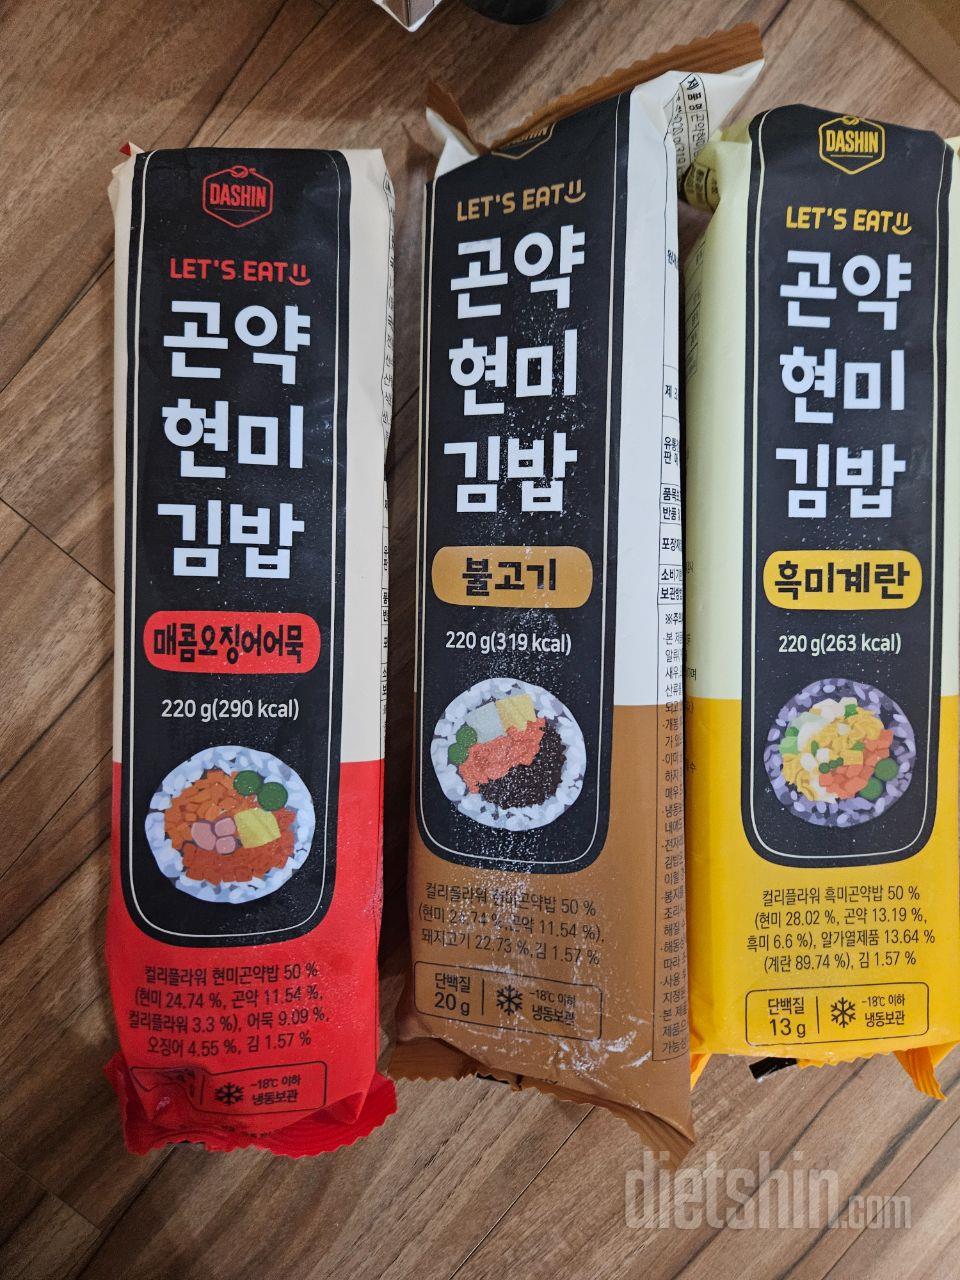 DASHIN
LET'S EAT
곤약
현미
김밥
매콤오징어어묵
220 g(290 kcal)
컬리플라워 현미곤약밥 50 %
(현미 24.74 %, 곤약 11.54 %,
컬리플라워 3.3 %), 어묵 9.09 %,
오징어 4.55 %, 김 1.57 %
-18℃ 이하
냉동보관
DASHIN
LET'S EAT
곤약
현미
김밥
불고기
220 g(319 kcal)
컬리플라워 현미곤약밥 50 %
(현미 24.74 %, 곤약 11.54 %),
돼지고기 22.73 %, 김 1.57 %
단백질
20 g
-18℃ 이하
냉동보관
DASHIN
LET'S EAT
곤약
현미
김밥
흑미계란
220 g(263 kcal)
컬리플라워 흑미곤약밥 50 %
(현미 28.02 %, 곤약 13.19 %,
흑미 6.6 %), 알가열제품 13.64 %
(계란 89.74 %), 김 1.57 %
단백질
13 g
-18℃ 이하
냉동보관
dietshin.com